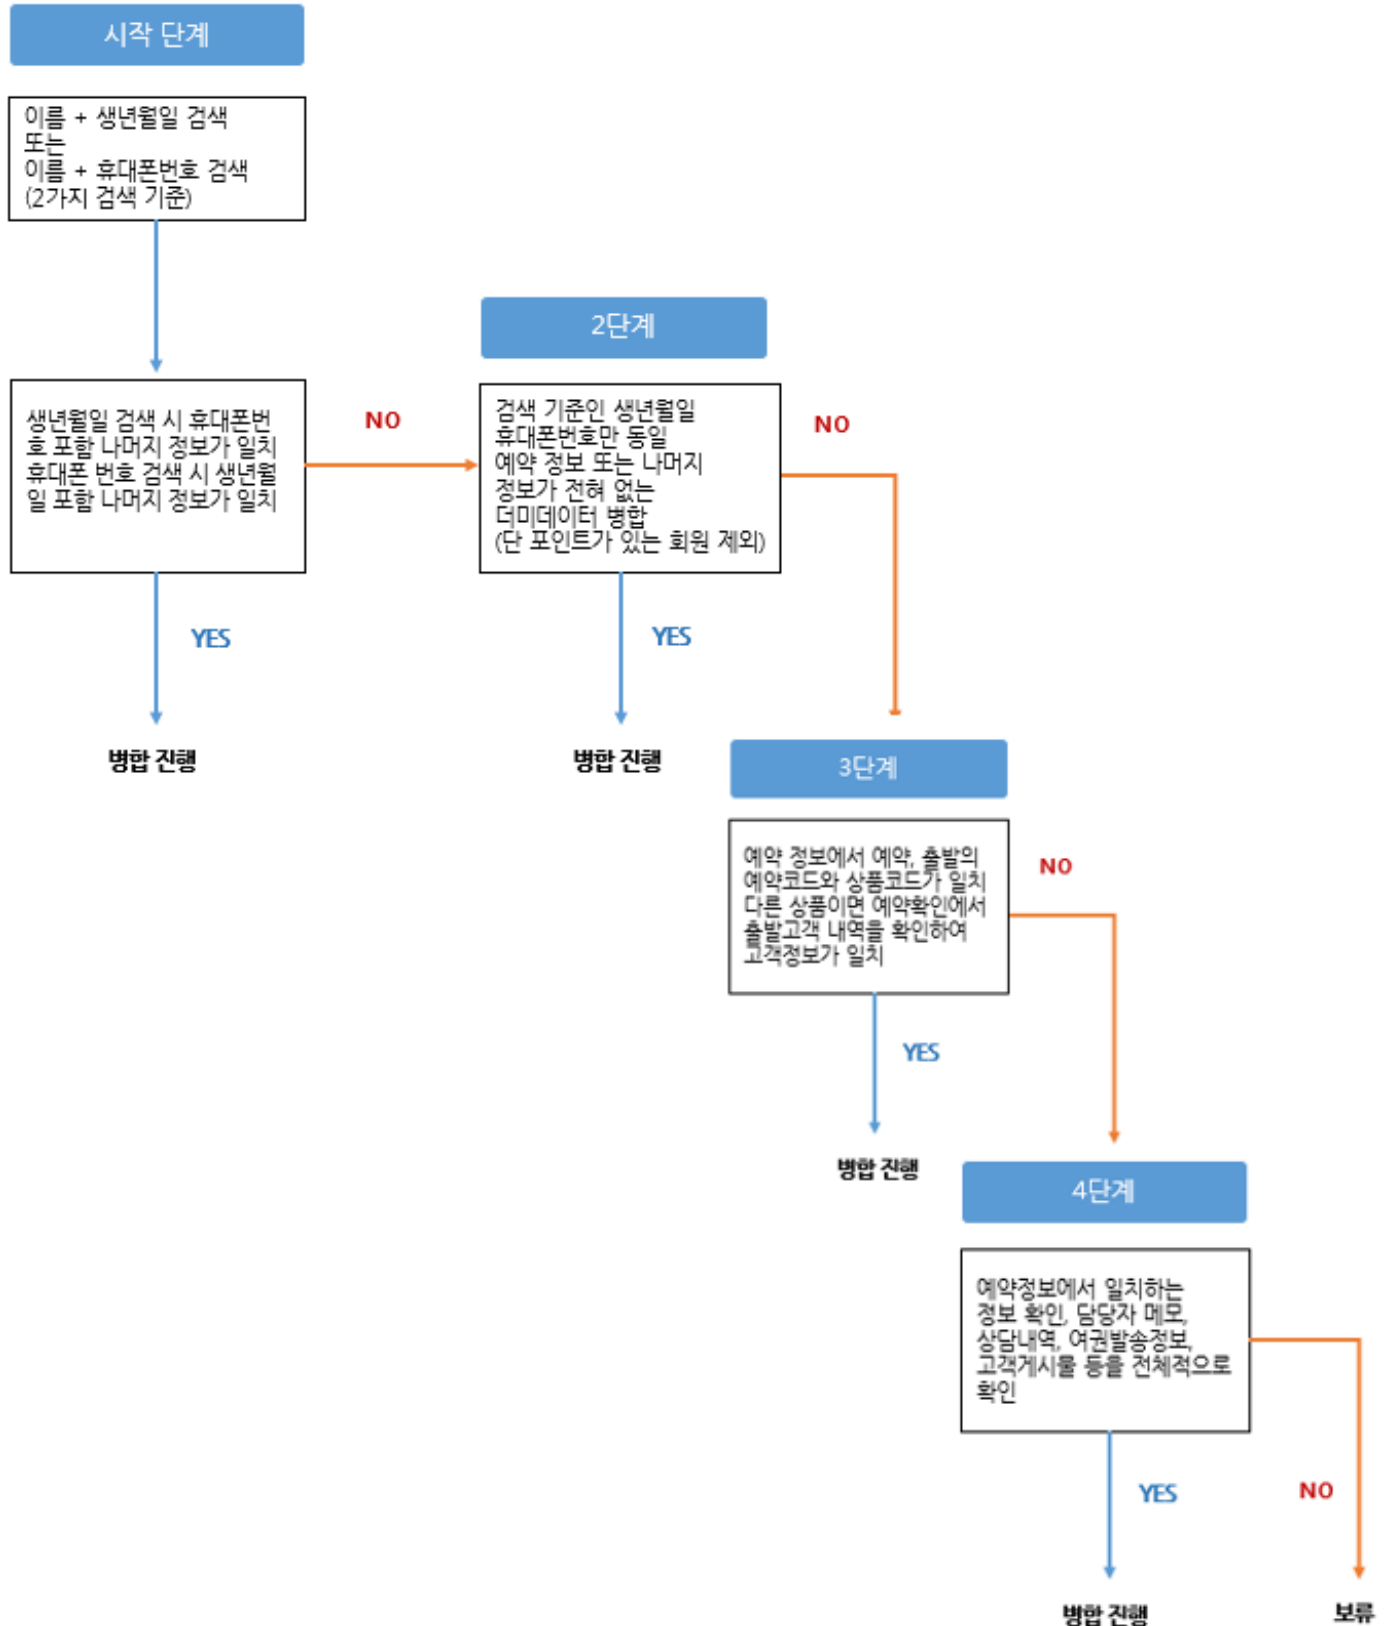 시작 단계
이름 + 생년월일 검색
또는
이름 + 휴대폰번호 검색
(2가지 검색 기준)
생년월일 검색 시 휴대폰번
호 포함 나머지 정보가 일치
휴대폰 번호 검색 시 생년월
일 포함 나머지 정보가 일치
NO
YES
병합 진행
2단계
검색 기준인 생년월일
휴대폰번호만 동일
예약 정보 또는 나머지
정보가 전혀 없는
더미데이터 병합
(단 포인트가 있는 회원 제외)
NO
YES
병합 진행
3단계
예약 정보에서 예약, 출발의
예약코드와 상품코드가 일치
다른 상품이면 예약확인에서
출발고객 내역을 확인하여
고객정보가 일치
NO
YES
병합 진행
4단계
예약정보에서 일치하는
정보 확인, 담당자 메모,
상담내역, 여권발송정보,
고객게시물 등을 전체적으로
확인
YES
NO
병합 진행
보류